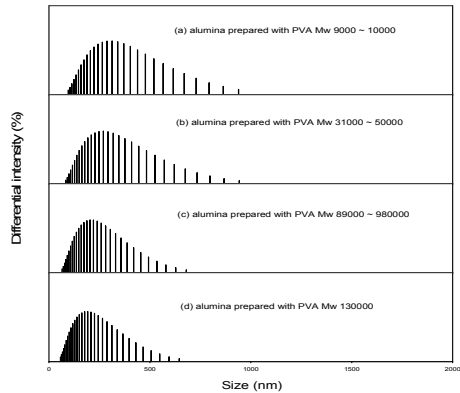 (a) alumina prepared with PVA Mw 9000 ~ 10000
(b) alumina prepared with PVA Mw 31000 ~ 50000
(c) alumina prepared with PVA Mw 89000 ~ 980000
(d) alumina prepared with PVA Mw 130000
Differential intensity (%)
0 500 1000 1500 2000
Size (nm)